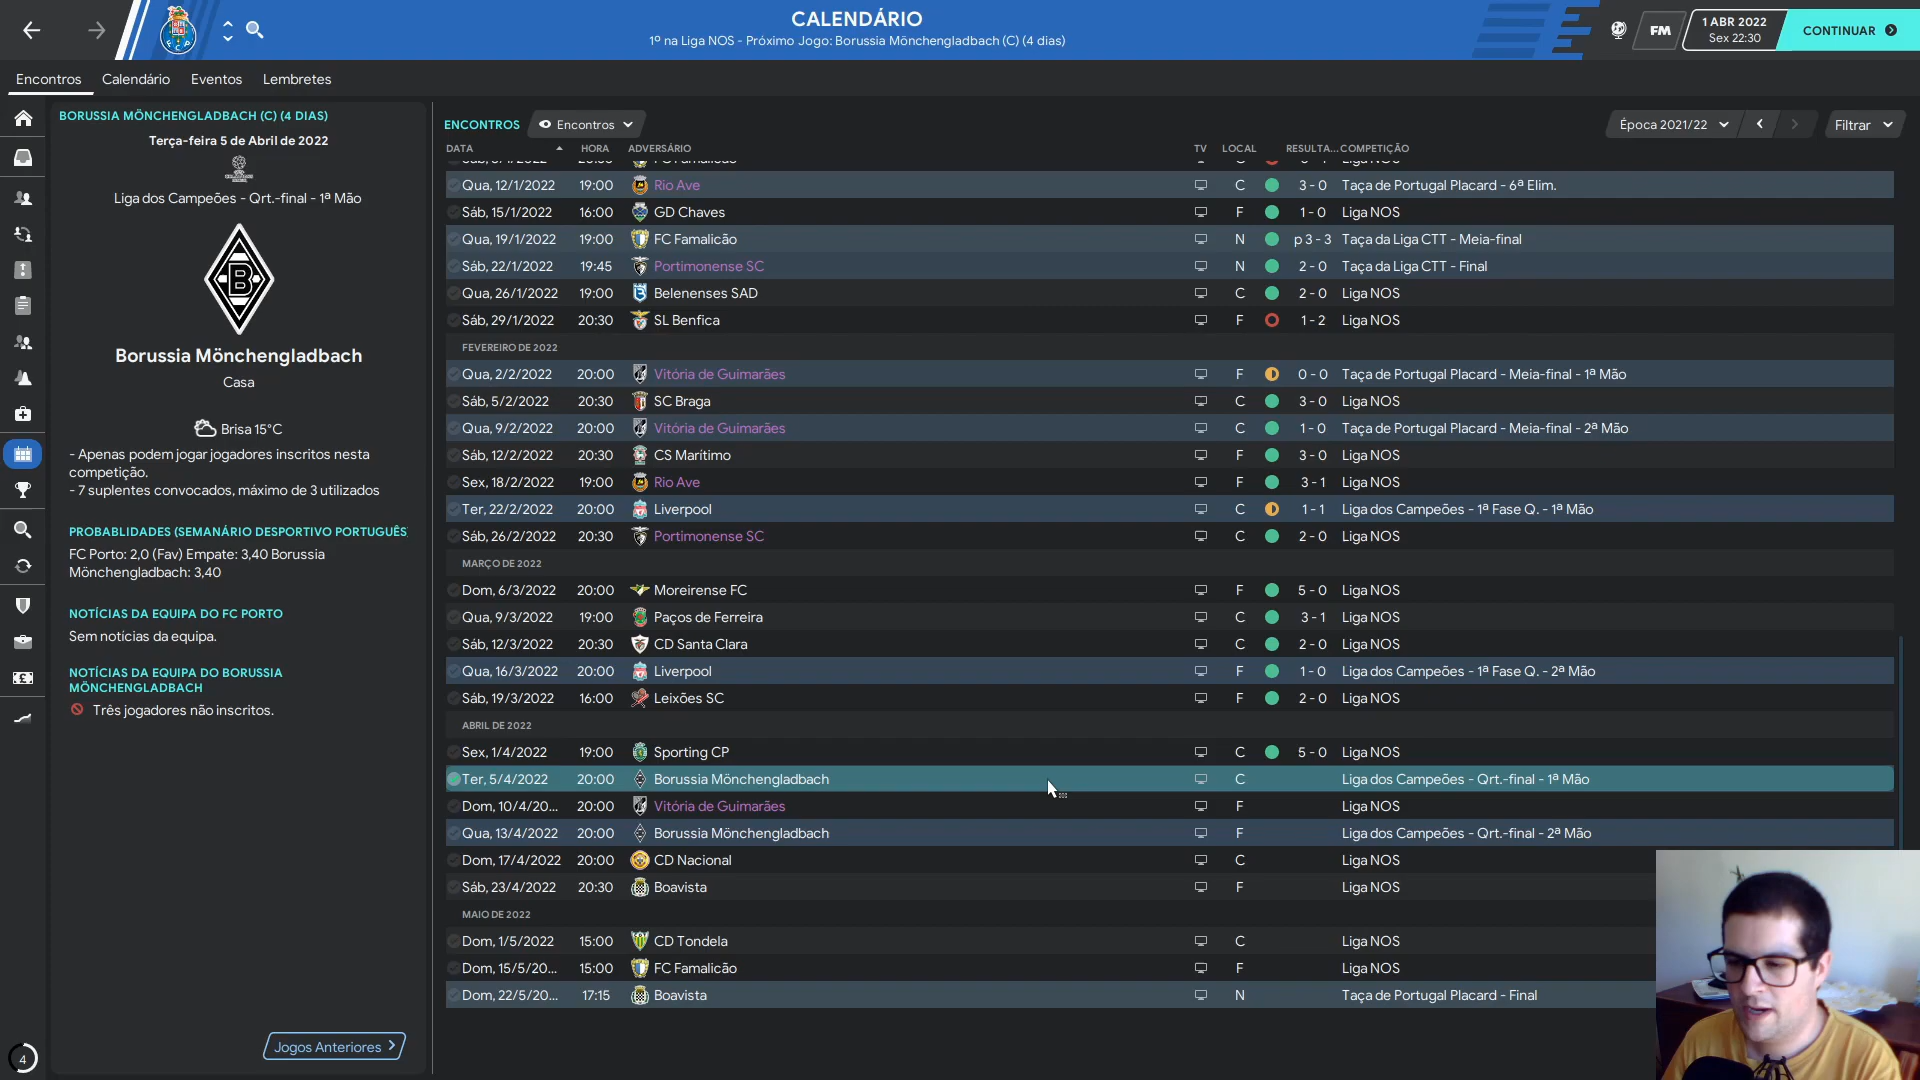 CALENDÁRIO
1º na Liga NOS - Próximo Jogo: Borussia Mönchengladbach (C) (4 dias)
FM
1 ABR 2022
Sex 22:30
CONTINUAR
Encontros Calendário Eventos Lembretes
BORUSSIA MÖNCHENGLADBACH (C) (4 DIAS)
Terça-feira 5 de Abril de 2022
Liga dos Campeões - Qrt.-final - 1ª Mão
Borussia Mönchengladbach
Casa
Brisa 15°C
- Apenas podem jogar jogadores inscritos nesta
competição.
- 7 suplentes convocados, máximo de 3 utilizados
PROBABLIDADES (SEMANÁRIO DESPORTIVO PORTUGUÊS
FC Porto: 2,0 (Fav) Empate: 3,40 Borussia
Mönchengladbach: 3,40
NOTÍCIAS DA EQUIPA DO FC PORTO
Sem notícias da equipa.
NOTÍCIAS DA EQUIPA DO BORUSSIA
MÖNCHENGLADBACH
Três jogadores não inscritos.
Jogos Anteriores
4
ENCONTROS Encontros Época 2021/22 Filtrar
DATA HORA ADVERSÁRIO TV LOCAL RESULTA... COMPETIÇÃO
Qua, 12/1/2022 19:00 Rio Ave C 3 - 0 Taça de Portugal Placard - 6ª Elim.
Sáb, 15/1/2022 16:00 GD Chaves F 1 - 0 Liga NOS
Qua, 19/1/2022 19:00 FC Famalicão N p 3 - 3 Taça da Liga CTT - Meia-final
Sáb, 22/1/2022 19:45 Portimonense SC N 2 - 0 Taça da Liga CTT - Final
Qua, 26/1/2022 19:00 Belenenses SAD C 2 - 0 Liga NOS
Sáb, 29/1/2022 20:30 SL Benfica F 1 - 2 Liga NOS
FEVEREIRO DE 2022
Qua, 2/2/2022 20:00 Vitória de Guimarães F 0 - 0 Taça de Portugal Placard - Meia-final - 1ª Mão
Sáb, 5/2/2022 20:30 SC Braga C 3 - 0 Liga NOS
Qua, 9/2/2022 20:00 Vitória de Guimarães C 1 - 0 Taça de Portugal Placard - Meia-final - 2ª Mão
Sáb, 12/2/2022 20:30 CS Marítimo F 3 - 0 Liga NOS
Sex, 18/2/2022 19:00 Rio Ave F 3 - 1 Liga NOS
Ter, 22/2/2022 20:00 Liverpool C 1 - 1 Liga dos Campeões - 1ª Fase Q. - 1ª Mão
Sáb, 26/2/2022 20:30 Portimonense SC C 2 - 0 Liga NOS
MARÇO DE 2022
Dom, 6/3/2022 20:00 Moreirense FC F 5 - 0 Liga NOS
Qua, 9/3/2022 19:00 Paços de Ferreira C 3 - 1 Liga NOS
Sáb, 12/3/2022 20:30 CD Santa Clara C 2 - 0 Liga NOS
Qua, 16/3/2022 20:00 Liverpool F 1 - 0 Liga dos Campeões - 1ª Fase Q. - 2ª Mão
Sáb, 19/3/2022 16:00 Leixões SC F 2 - 0 Liga NOS
ABRIL DE 2022
Sex, 1/4/2022 19:00 Sporting CP C 5 - 0 Liga NOS
Ter, 5/4/2022 20:00 Borussia Mönchengladbach C Liga dos Campeões - Qrt.-final - 1ª Mão
Dom, 10/4/20... 20:00 Vitória de Guimarães F Liga NOS
Qua, 13/4/2022 20:00 Borussia Mönchengladbach F Liga dos Campeões - Qrt.-final - 2ª Mão
Dom, 17/4/2022 20:00 CD Nacional C Liga NOS
Sáb, 23/4/2022 20:30 Boavista F Liga NOS
MAIO DE 2022
Dom, 1/5/2022 15:00 CD Tondela C Liga NOS
Dom, 15/5/20... 15:00 FC Famalicão F Liga NOS
Dom, 22/5/20... 17:15 Boavista N Taça de Portugal Placard - Final